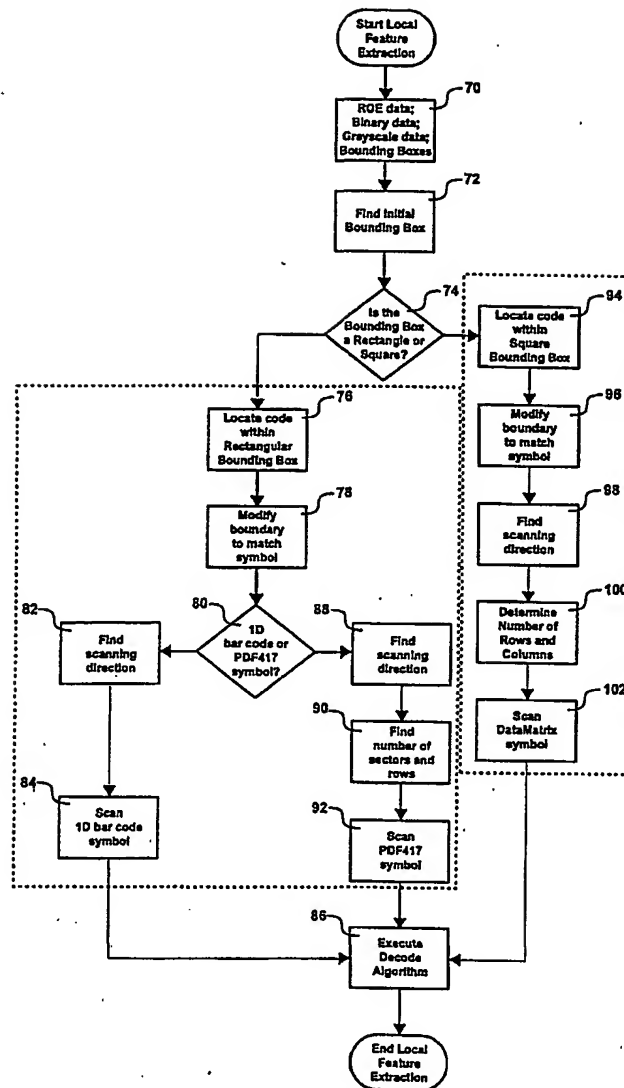 Start Local
Feature
Extraction
70
ROE data;
Binary data;
Grayscale data;
Bounding Boxes
72
Find Initial
Bounding Box
74
Is the
Bounding Box
a Rectangle or
Square?
76
Locate code
within
Rectangular
Bounding Box
78
Modify
boundary
to match
symbol
80
1D
bar code or
PDF417
symbol?
82
Find
scanning
direction
84
Scan
1D bar code
symbol
88
Find
scanning
direction
90
Find
number of
sectors and
rows
92
Scan
PDF417
symbol
94
Locate code
within
Square
Bounding Box
96
Modify
boundary
to match
symbol
98
Find
scanning
direction
100
Determine
Number of
Rows and
Columns
102
Scan
DataMatrix
symbol
86
Execute
Decode
Algorithm
End Local
Feature
Extraction